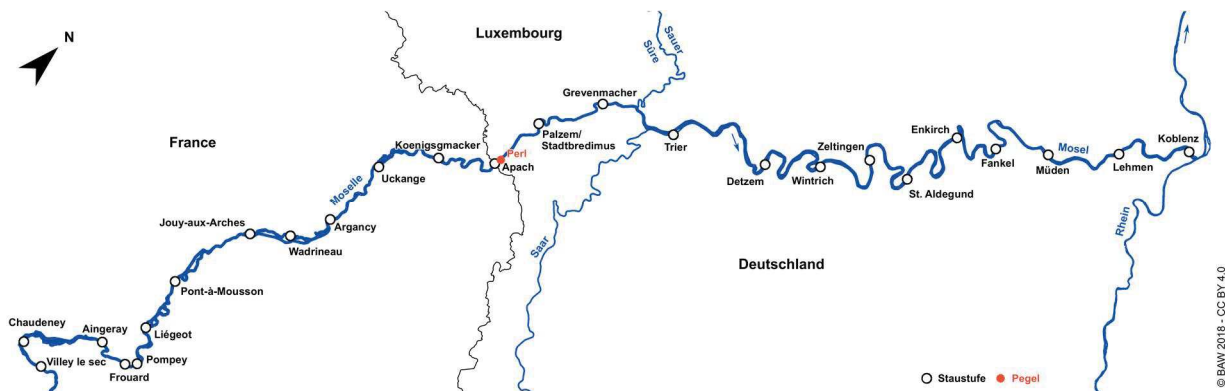 N
Luxembourg
Sauer
Sûre
Grevenmacher
France
Palzem/
Stadtbredimus
Koenigsgmacker
Perl
Apach
Trier
Uckange
Moselle
Enkirch
Zeltingen
Mosel
Koblenz
Detzem
Wintrich
St. Aldegund
Fankel
Müden
Lehmen
Jouy-aux-Arches
Argancy
Wadrineau
Saar
Rhein
Deutschland
Pont-à-Mousson
Chaudeney
Aingeray
Liégeot
Villey le sec
Pompey
Frouard
Staustufe
Pegel
© BAW 2018 - CC BY 4.0